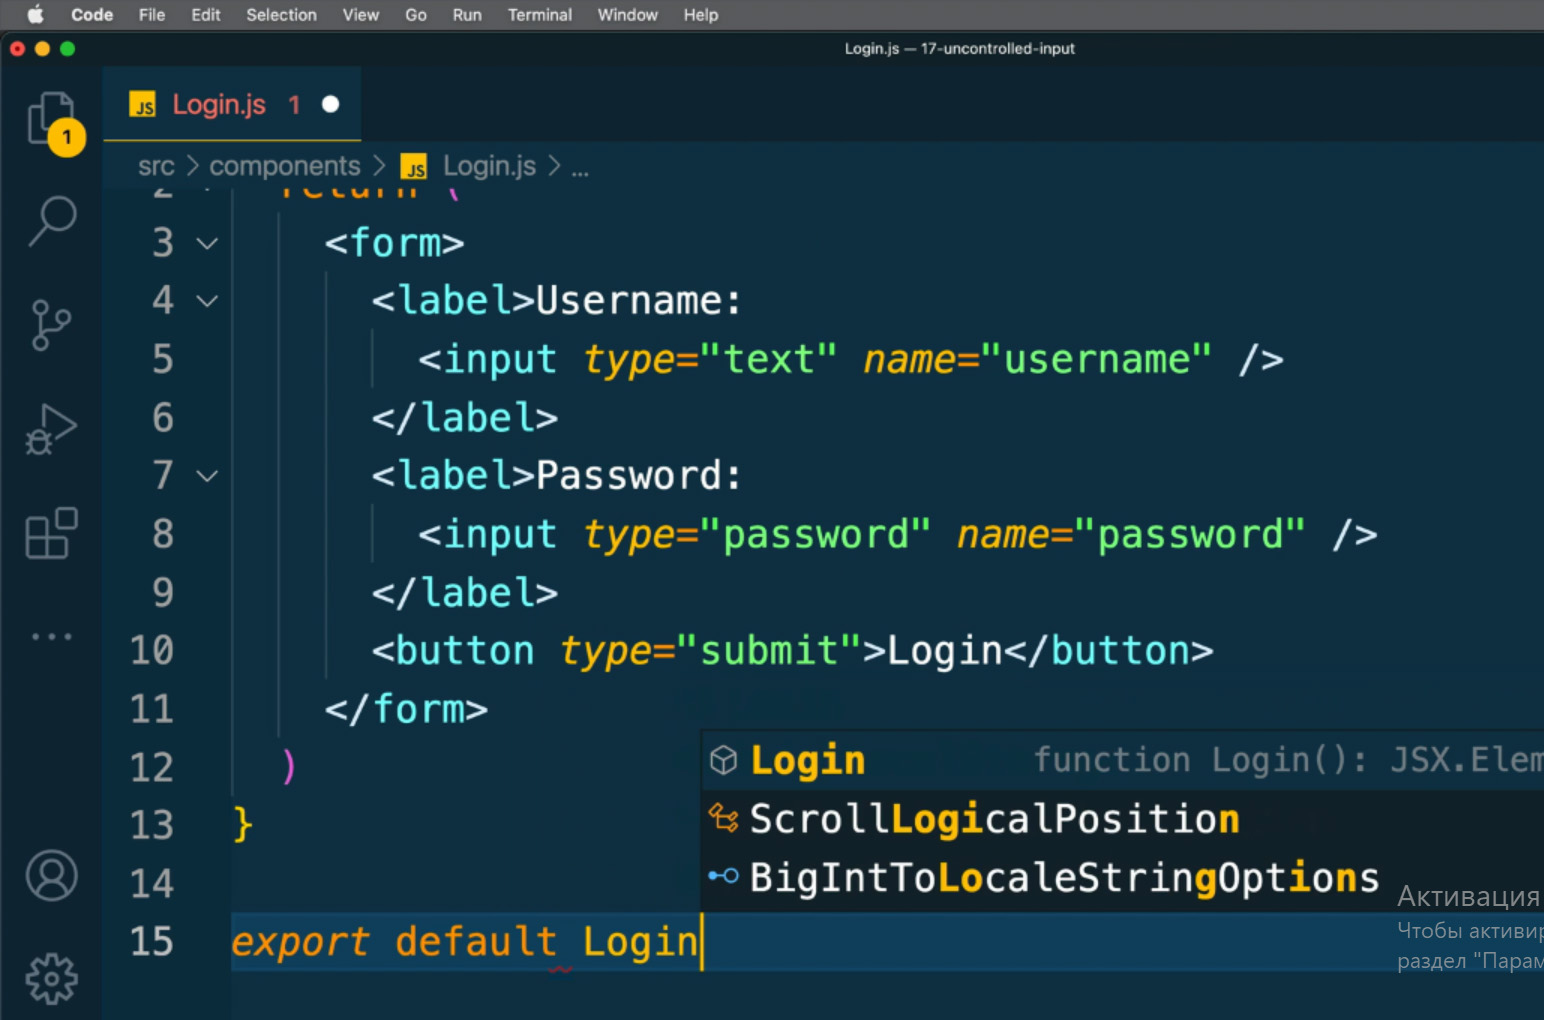 Code File Edit Selection View Go Run Terminal Window Help
Login.js — 17-uncontrolled-input
JS Login.js 1
1
src > components > JS Login.js > ...
2 return (
3 <form>
4 <label>Username:
5 <input type="text" name="username" />
6 </label>
7 <label>Password:
8 <input type="password" name="password" />
9 </label>
10 <button type="submit">Login</button>
11 </form>
12 )
13 }
14
15 export default Login
Login function Login(): JSX.Elem
ScrollLogicalPosition
BigIntToLocaleStringOptions
Активация
Чтобы активир
раздел "Парам